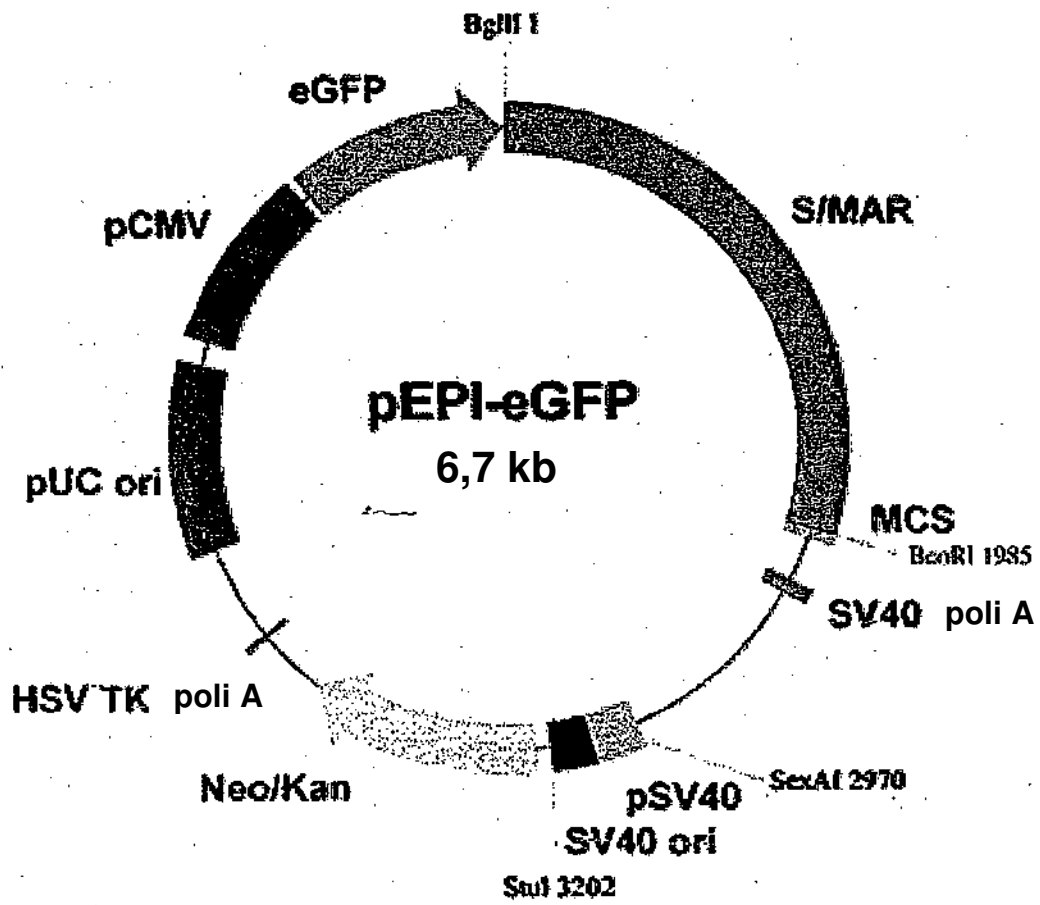 BglII 1
eGFP
pCMV
S/MAR
pEPI-eGFP
6,7 kb
pUC ori
MCS
EcoRI 1985
SV40 poli A
HSV TK poli A
Neo/Kan
SexAI 2970
pSV40
SV40 ori
StuI 3202